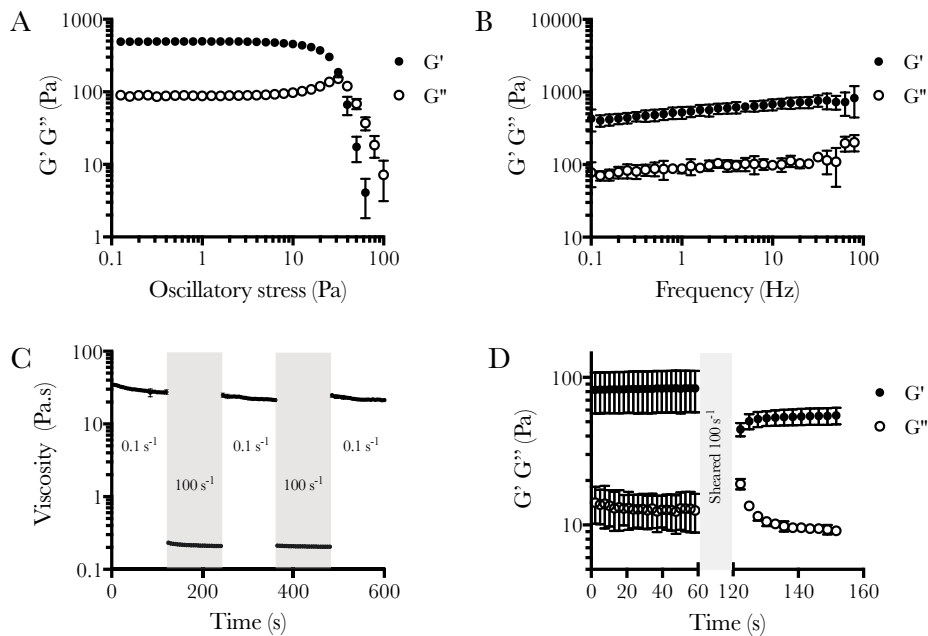 A
1000
100
10
1
0.1
1
10
100
G' G” (Pa)
Oscillatory stress (Pa)
G'
G"
B
10000
1000
100
10
0.1
1
10
100
G' G” (Pa)
Frequency (Hz)
G'
G"
C
100
10
1
0.1
0
200
400
600
Viscosity (Pa.s)
Time (s)
0.1 s⁻¹
100 s⁻¹
0.1 s⁻¹
100 s⁻¹
0.1 s⁻¹
D
100
10
0
20
40
60
120
140
160
G' G” (Pa)
Sheared 100 s⁻¹
Time (s)
G'
G"